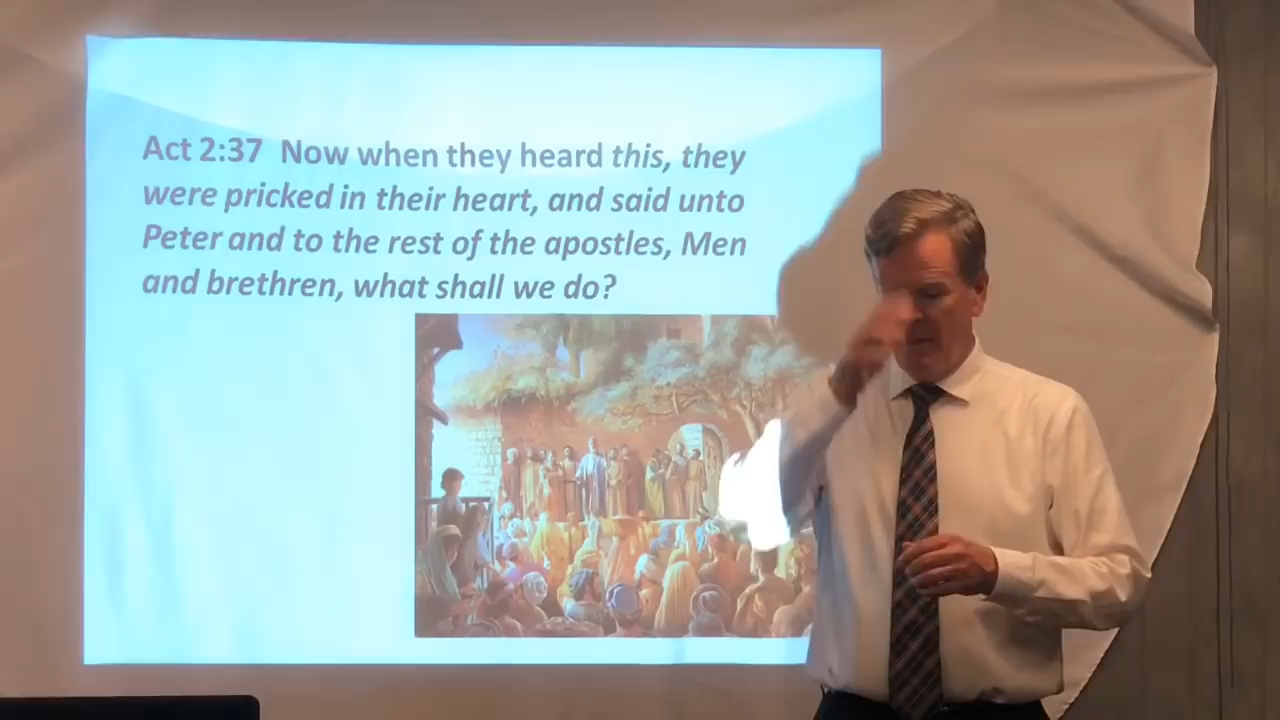 Act 2:37 Now when they heard this, they
were pricked in their heart, and said unto
Peter and to the rest of the apostles, Men
and brethren, what shall we do?